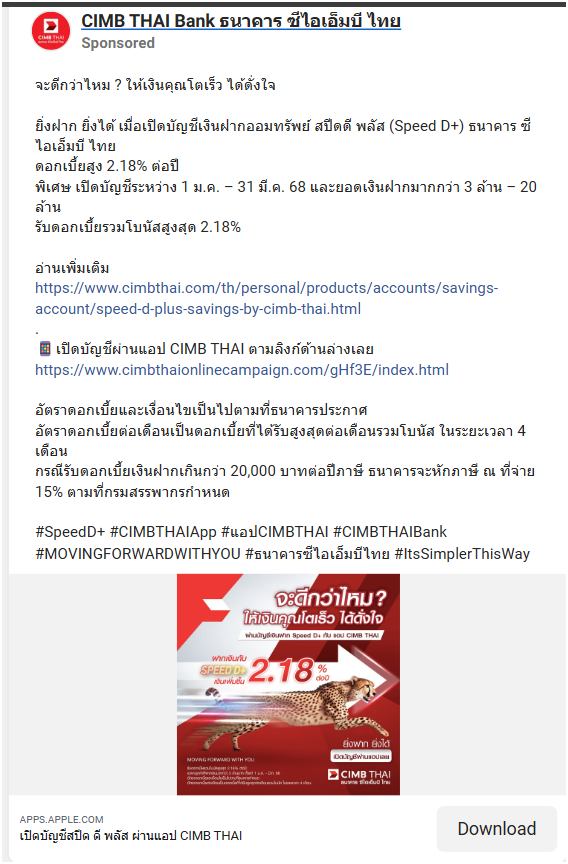 CIMB THAI Bank ธนาคาร ซีไอเอ็มบี ไทย
Sponsored
จะดีกว่าไหม ? ให้เงินคุณโตเร็ว ได้ดั่งใจ
ยิ่งฝาก ยิ่งได้ เมื่อเปิดบัญชีเงินฝากออมทรัพย์ สปีดดี พลัส (Speed D+) ธนาคาร ซี
ไอเอ็มบี ไทย
ดอกเบี้ยสูง 2.18% ต่อปี
พิเศษ เปิดบัญชีระหว่าง 1 ม.ค. – 31 มี.ค. 68 และยอดเงินฝากมากกว่า 3 ล้าน – 20
ล้าน
รับดอกเบี้ยรวมโบนัสสูงสุด 2.18%
อ่านเพิ่มเติม
https://www.cimbthai.com/th/personal/products/accounts/savings-
account/speed-d-plus-savings-by-cimb-thai.html
.
เปิดบัญชีผ่านแอป CIMB THAI ตามลิงก์ด้านล่างเลย
https://www.cimbthaionlinecampaign.com/gHf3E/index.html
อัตราดอกเบี้ยและเงื่อนไขเป็นไปตามที่ธนาคารประกาศ
อัตราดอกเบี้ยต่อเดือนเป็นดอกเบี้ยที่ได้รับสูงสุดต่อเดือนรวมโบนัส ในระยะเวลา 4
เดือน
กรณีรับดอกเบี้ยเงินฝากเกินกว่า 20,000 บาทต่อปีภาษี ธนาคารจะหักภาษี ณ ที่จ่าย
15% ตามที่กรมสรรพากรกำหนด
#SpeedD+ #CIMBTHAIApp #แอปCIMBTHAI #CIMBTHAIBank
#MOVINGFORWARDWITHYOU #ธนาคารซีไอเอ็มบีไทย #ItsSimplerThisWay
จะดีกว่าไหม?
ให้เงินคุณโตเร็ว ได้ดั่งใจ
ผ่านบัญชีเงินฝาก Speed D+ กับ แอป CIMB THAI
ฝากเงินกับ
SPEED D+
เงินเพิ่มขึ้น
2.18 % ต่อปี
ยิ่งฝาก ยิ่งได้
เปิดบัญชีผ่านแอปเลย
MOVING FORWARD WITH YOU
CIMB THAI
ธนาคาร ซีไอเอ็มบี ไทย
APPS.APPLE.COM
เปิดบัญชีสปีด ดี พลัส ผ่านแอป CIMB THAI
Download